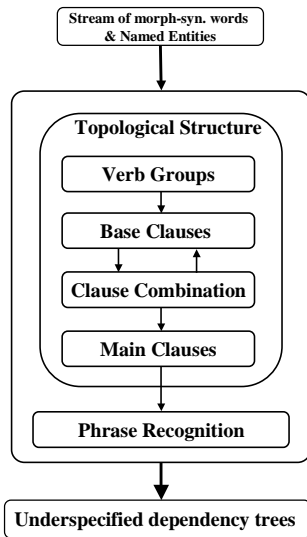 Stream of morph-syn. words
& Named Entities
Topological Structure
Verb Groups
Base Clauses
Clause Combination
Main Clauses
Phrase Recognition
Underspecified dependency trees